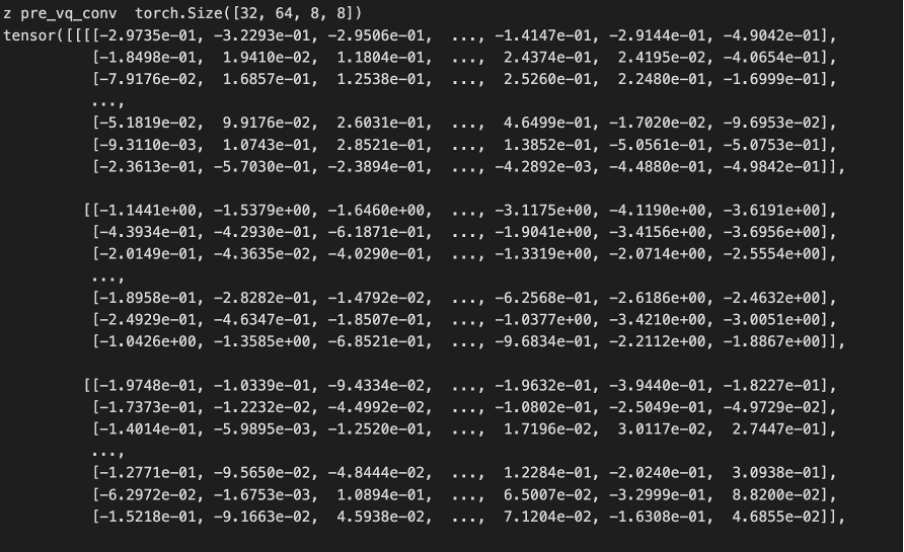 z pre_vq_conv  torch.Size([32, 64, 8, 8])
tensor([[[[-2.9735e-01, -3.2293e-01, -2.9506e-01,  ..., -1.4147e-01, -2.9144e-01, -4.9042e-01],
          [-1.8498e-01,  1.9410e-02,  1.1804e-01,  ...,  2.4374e-01,  2.4195e-02, -4.0654e-01],
          [-7.9176e-02,  1.6857e-01,  1.2538e-01,  ...,  2.5260e-01,  2.2480e-01, -1.6999e-01],
          ...,
          [-5.1819e-02,  9.9176e-02,  2.6031e-01,  ...,  4.6499e-01, -1.7020e-02, -9.6953e-02],
          [-9.3110e-03,  1.0743e-01,  2.8521e-01,  ...,  1.3852e-01, -5.0561e-01, -5.0753e-01],
          [-2.3613e-01, -5.7030e-01, -2.3894e-01,  ..., -4.2892e-03, -4.4880e-01, -4.9842e-01]],

         [[-1.1441e+00, -1.5379e+00, -1.6460e+00,  ..., -3.1175e+00, -4.1190e+00, -3.6191e+00],
          [-4.3934e-01, -4.2930e-01, -6.1871e-01,  ..., -1.9041e+00, -3.4156e+00, -3.6956e+00],
          [-2.0149e-01, -4.3635e-02, -4.0290e-01,  ..., -1.3319e+00, -2.0714e+00, -2.5554e+00],
          ...,
          [-1.8958e-01, -2.8282e-01, -1.4792e-02,  ..., -6.2568e-01, -2.6186e+00, -2.4632e+00],
          [-2.4929e-01, -4.6347e-01, -1.8507e-01,  ..., -1.0377e+00, -3.4210e+00, -3.0051e+00],
          [-1.0426e+00, -1.3585e+00, -6.8521e-01,  ..., -9.6834e-01, -2.2112e+00, -1.8867e+00]],

         [[-1.9748e-01, -1.0339e-01, -9.4334e-02,  ..., -1.9632e-01, -3.9440e-01, -1.8227e-01],
          [-1.7373e-01, -1.2232e-02, -4.4992e-02,  ..., -1.0802e-01, -2.5049e-01, -4.9729e-02],
          [-1.4014e-01, -5.9895e-03, -1.2520e-01,  ...,  1.7196e-02,  3.0117e-02,  2.7447e-01],
          ...,
          [-1.2771e-01, -9.5650e-02, -4.8444e-02,  ...,  1.2284e-01, -2.0240e-01,  3.0938e-01],
          [-6.2972e-02, -1.6753e-03,  1.0894e-01,  ...,  6.5007e-02, -3.2999e-01,  8.8200e-02],
          [-1.5218e-01, -9.1663e-02,  4.5938e-02,  ...,  7.1204e-02, -1.6308e-01,  4.6855e-02]],